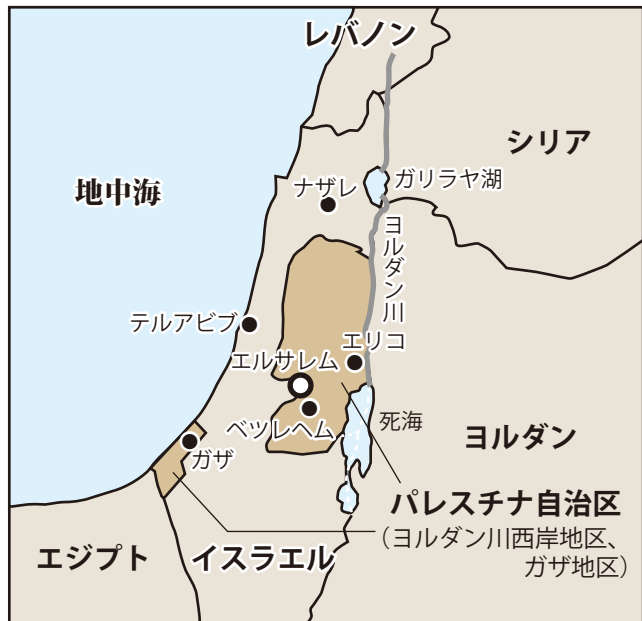 レバノン
シリア
地中海
ナザレ
ガリラヤ湖
ヨルダン川
テルアビブ
エリコ
エルサレム
ベツレヘム
死海
ヨルダン
ガザ
パレスチナ自治区
(ヨルダン川西岸地区、
ガザ地区)
エジプト
イスラエル